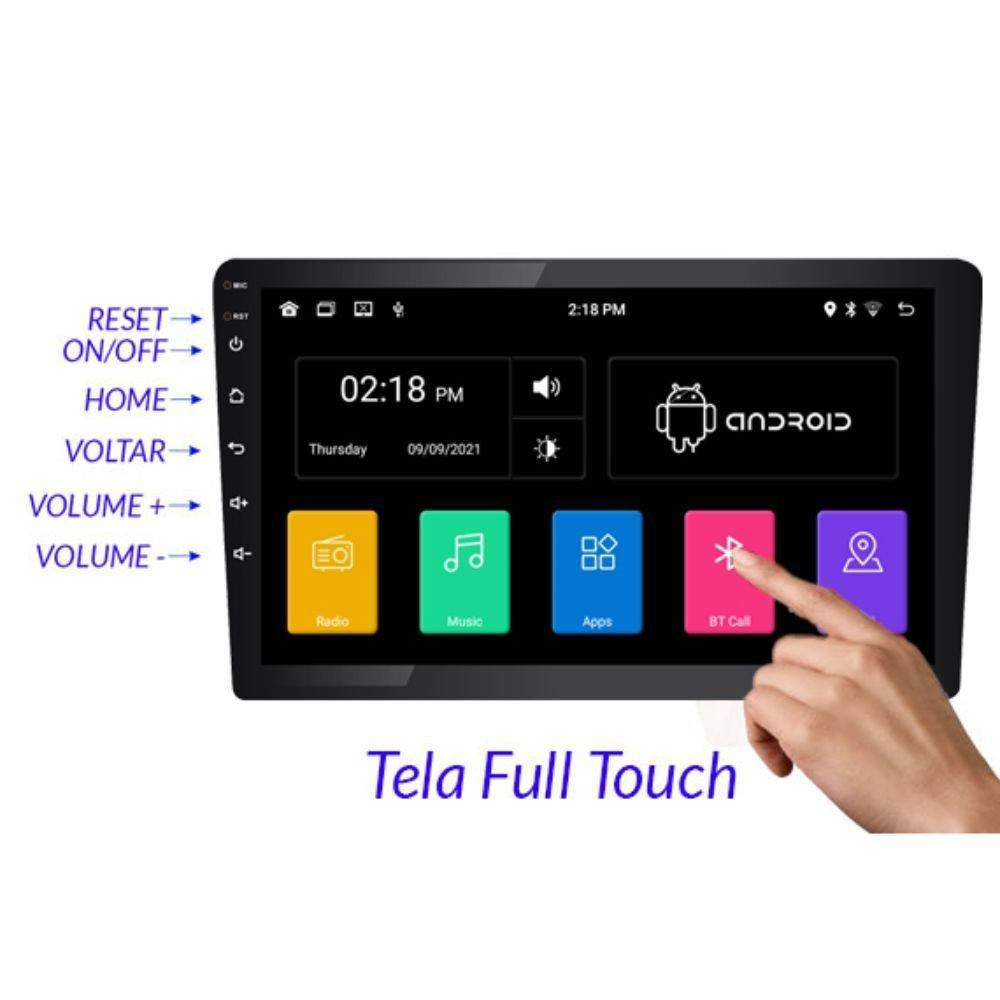 MIC
RESET
RST
ON/OFF
HOME
VOLTAR
VOLUME +
VOLUME -
2:18 PM
02:18 PM
Thursday 09/09/2021
android
Radio
Music
Apps
BT Call
Tela Full Touch